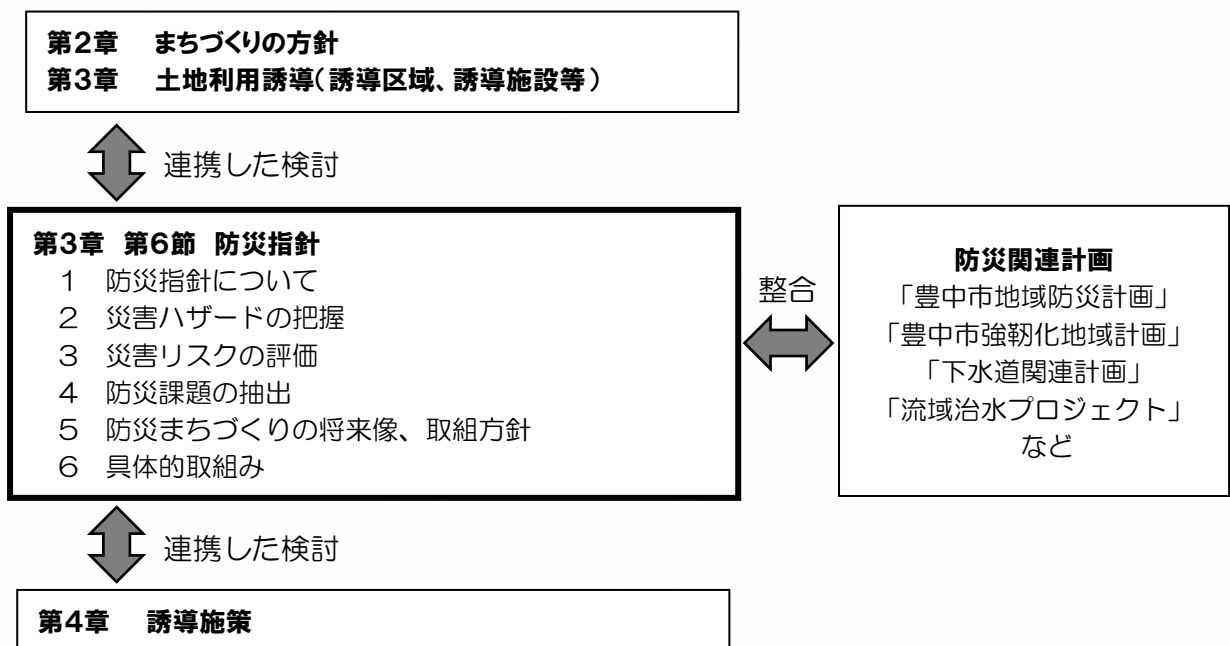 第2章　まちづくりの方針
第3章　土地利用誘導（誘導区域、誘導施設等）
連携した検討
第3章　第6節　防災指針
１　防災指針について
２　災害ハザードの把握
３　災害リスクの評価
４　防災課題の抽出
５　防災まちづくりの将来像、取組方針
６　具体的取組み
整合
防災関連計画
「豊中市地域防災計画」
「豊中市強靭化地域計画」
「下水道関連計画」
「流域治水プロジェクト」
など
連携した検討
第4章　誘導施策